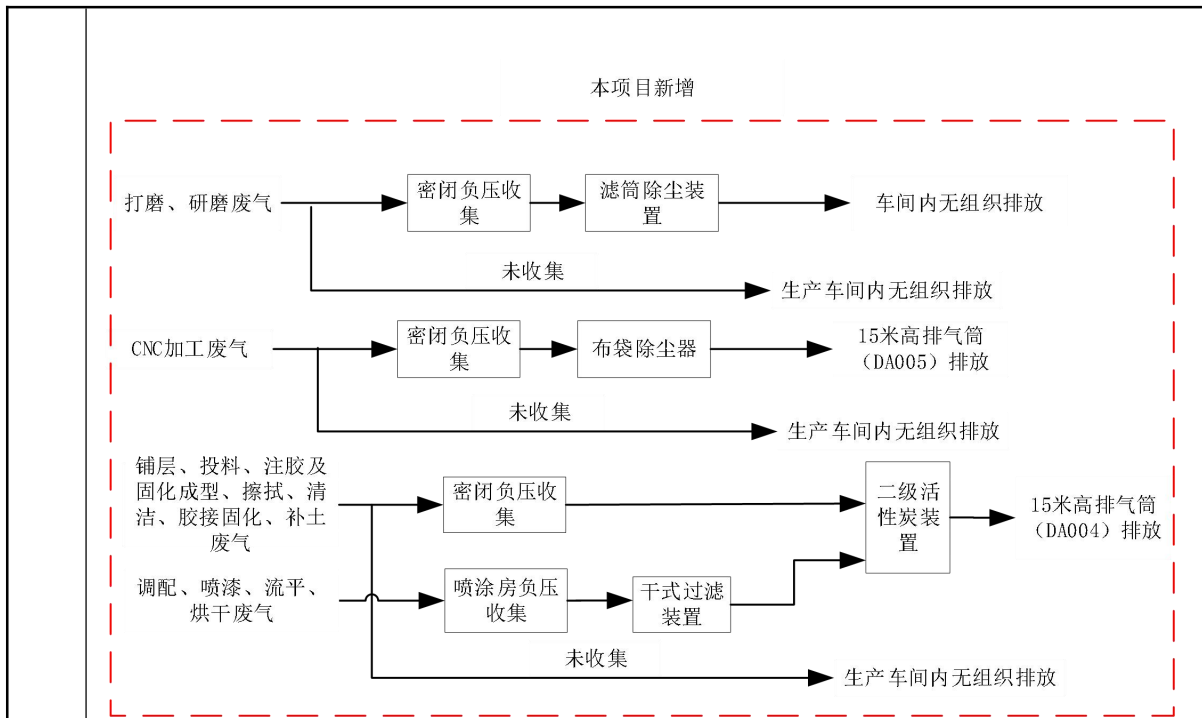 本项目新增
打磨、研磨废气
密闭负压收
集
滤筒除尘装
置
车间内无组织排放
未收集
生产车间内无组织排放
CNC加工废气
密闭负压收
集
布袋除尘器
15米高排气筒
（DA005）排放
未收集
生产车间内无组织排放
铺层、投料、注胶及
固化成型、擦拭、清
洁、胶接固化、补土
废气
密闭负压收
集
二级活
性炭装
置
15米高排气筒
（DA004）排放
调配、喷漆、流平、
烘干废气
喷涂房负压
收集
干式过滤
装置
未收集
生产车间内无组织排放